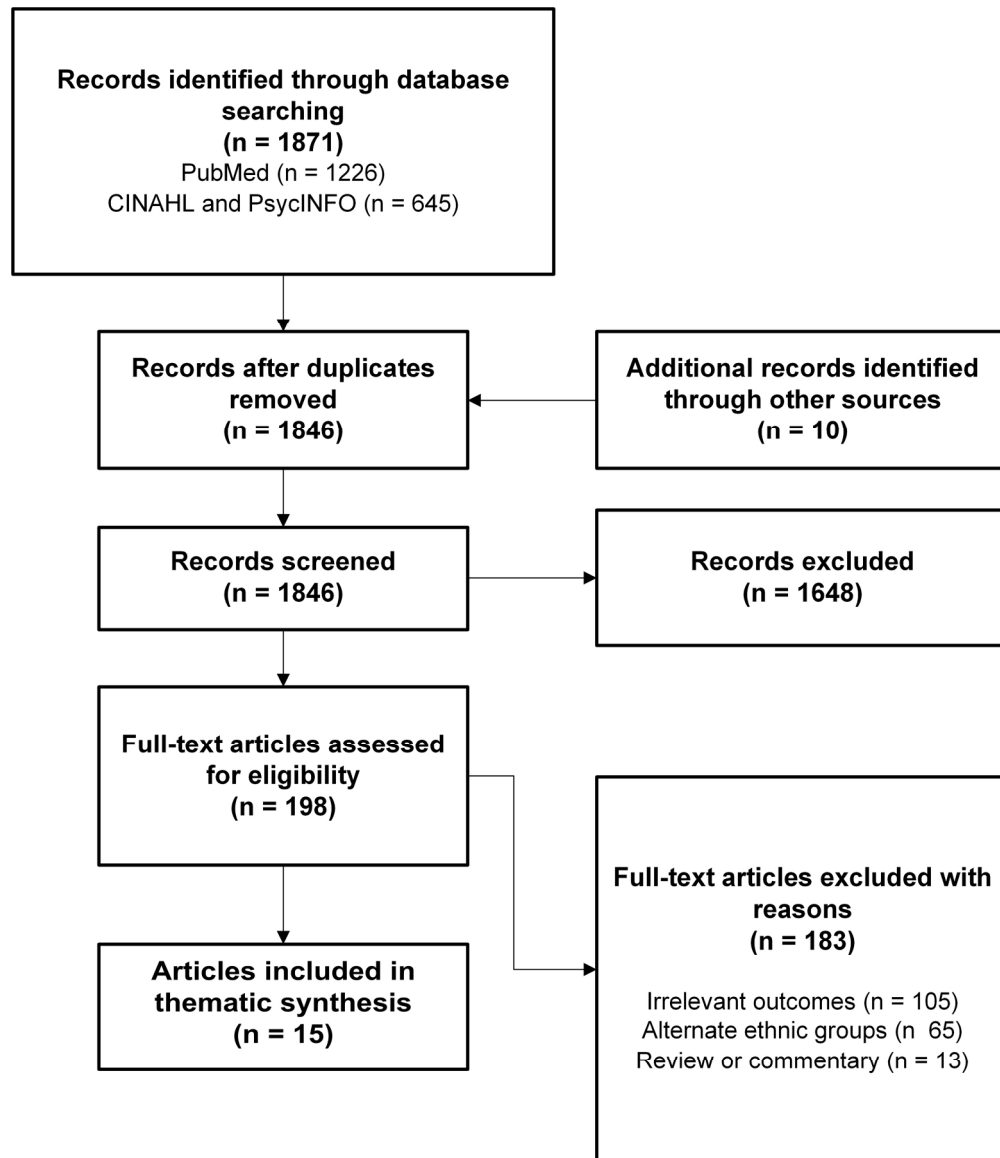 Records identified through database
searching
(n = 1871)
PubMed (n = 1226)
CINAHL and PsycINFO (n = 645)
Records after duplicates
removed
(n = 1846)
Additional records identified
through other sources
(n = 10)
Records screened
(n = 1846)
Records excluded
(n = 1648)
Full-text articles assessed
for eligibility
(n = 198)
Full-text articles excluded with
reasons
(n = 183)
Irrelevant outcomes (n = 105)
Alternate ethnic groups (n  65)
Review or commentary (n = 13)
Articles included in
thematic synthesis
(n = 15)